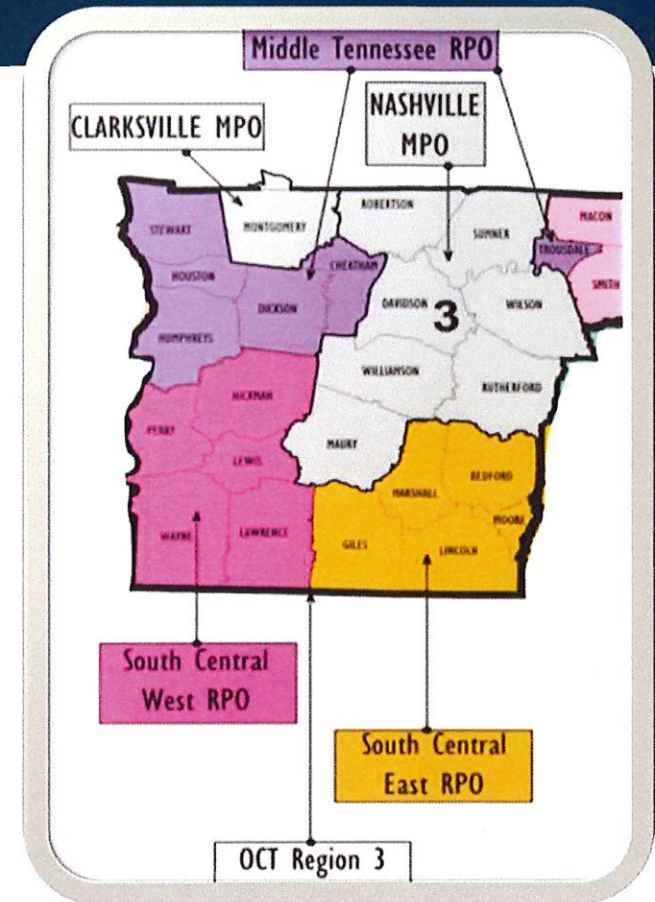 Middle Tennessee RPO
CLARKSVILLE MPO
NASHVILLE
MPO
STEWART
MONTGOMERY
ROBERTSON
SUMNER
MACON
TROUSDALE
SMITH
HOUSTON
CHEATHAM
DICKSON
DAVIDSON
3
WILSON
HUMPHREYS
WILLIAMSON
RUTHERFORD
HICKMAN
PERRY
LEWIS
MAURY
MARSHALL
BEDFORD
MOORE
WAYNE
LAWRENCE
GILES
LINCOLN
South Central
West RPO
South Central
East RPO
OCT Region 3